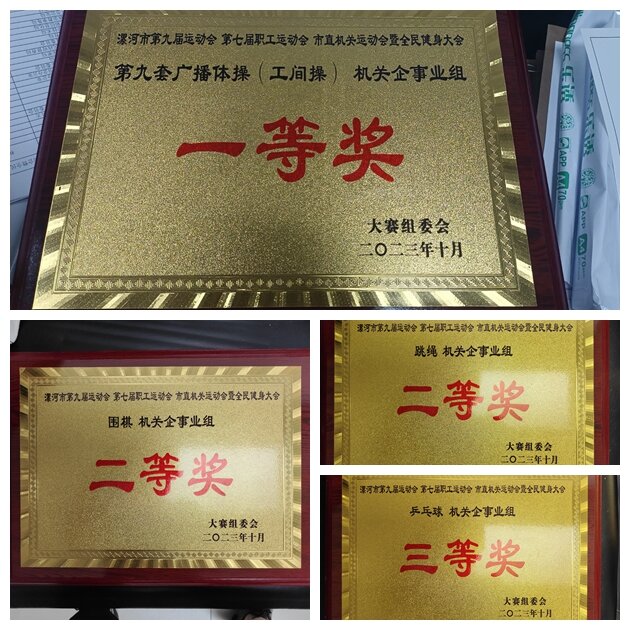 漯河市第九届运动会 第七届职工运动会 市直机关运动会暨全民健身大会
第九套广播体操（工间操） 机关企事业组
一等奖
大赛组委会
二〇二三年十月
APP
A4
70
漯河市第九届运动会 第七届职工运动会 市直机关运动会暨全民健身大会
围棋 机关企事业组
二等奖
大赛组委会
二〇二三年十月
漯河市第九届运动会 第七届职工运动会 市直机关运动会暨全民健身大会
跳绳 机关企事业组
二等奖
大赛组委会
二〇二三年十月
漯河市第九届运动会 第七届职工运动会 市直机关运动会暨全民健身大会
乒乓球 机关企事业组
三等奖
大赛组委会
二〇二三年十月